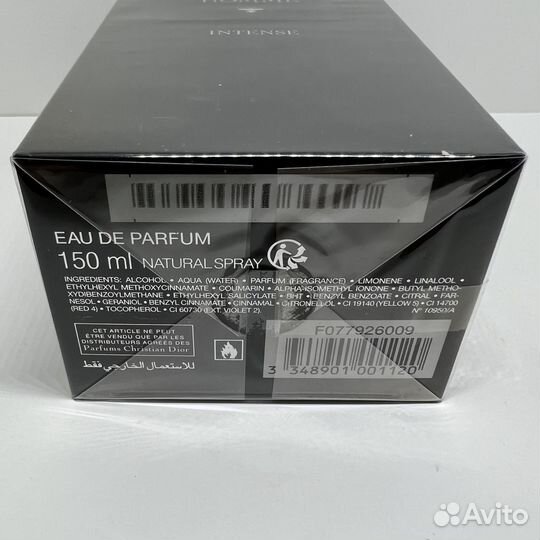 INTENSE
EAU DE PARFUM
150 ml NATURAL SPRAY
INGREDIENTS: ALCOHOL • AQUA (WATER) • PARFUM (FRAGRANCE) • LIMONENE • LINALOOL •
ETHYLHEXYL METHOXYCINNAMATE • COUMARIN • ALPHA-ISOMETHYL IONONE • BUTYL METHO-
XYDIBENZOYLMETHANE • ETHYLHEXYL SALICYLATE • BHT • BENZYL BENZOATE • CITRAL • FAR-
NESOL • GERANIOL • BENZYL CINNAMATE • CINNAMAL • CITRONELLOL • CI 19140 (YELLOW 5) • CI 14700
(RED 4) • TOCOPHEROL • CI 60730 (EXT. VIOLET 2).
N° 10850/A
CET ARTICLE NE PEUT
ÊTRE VENDU QUE PAR LES
DISTRIBUTEURS AGRÉÉS DES
Parfums Christian Dior
للاستعمال الخارجي فقط
F077926009
3 348901 001120
Avito